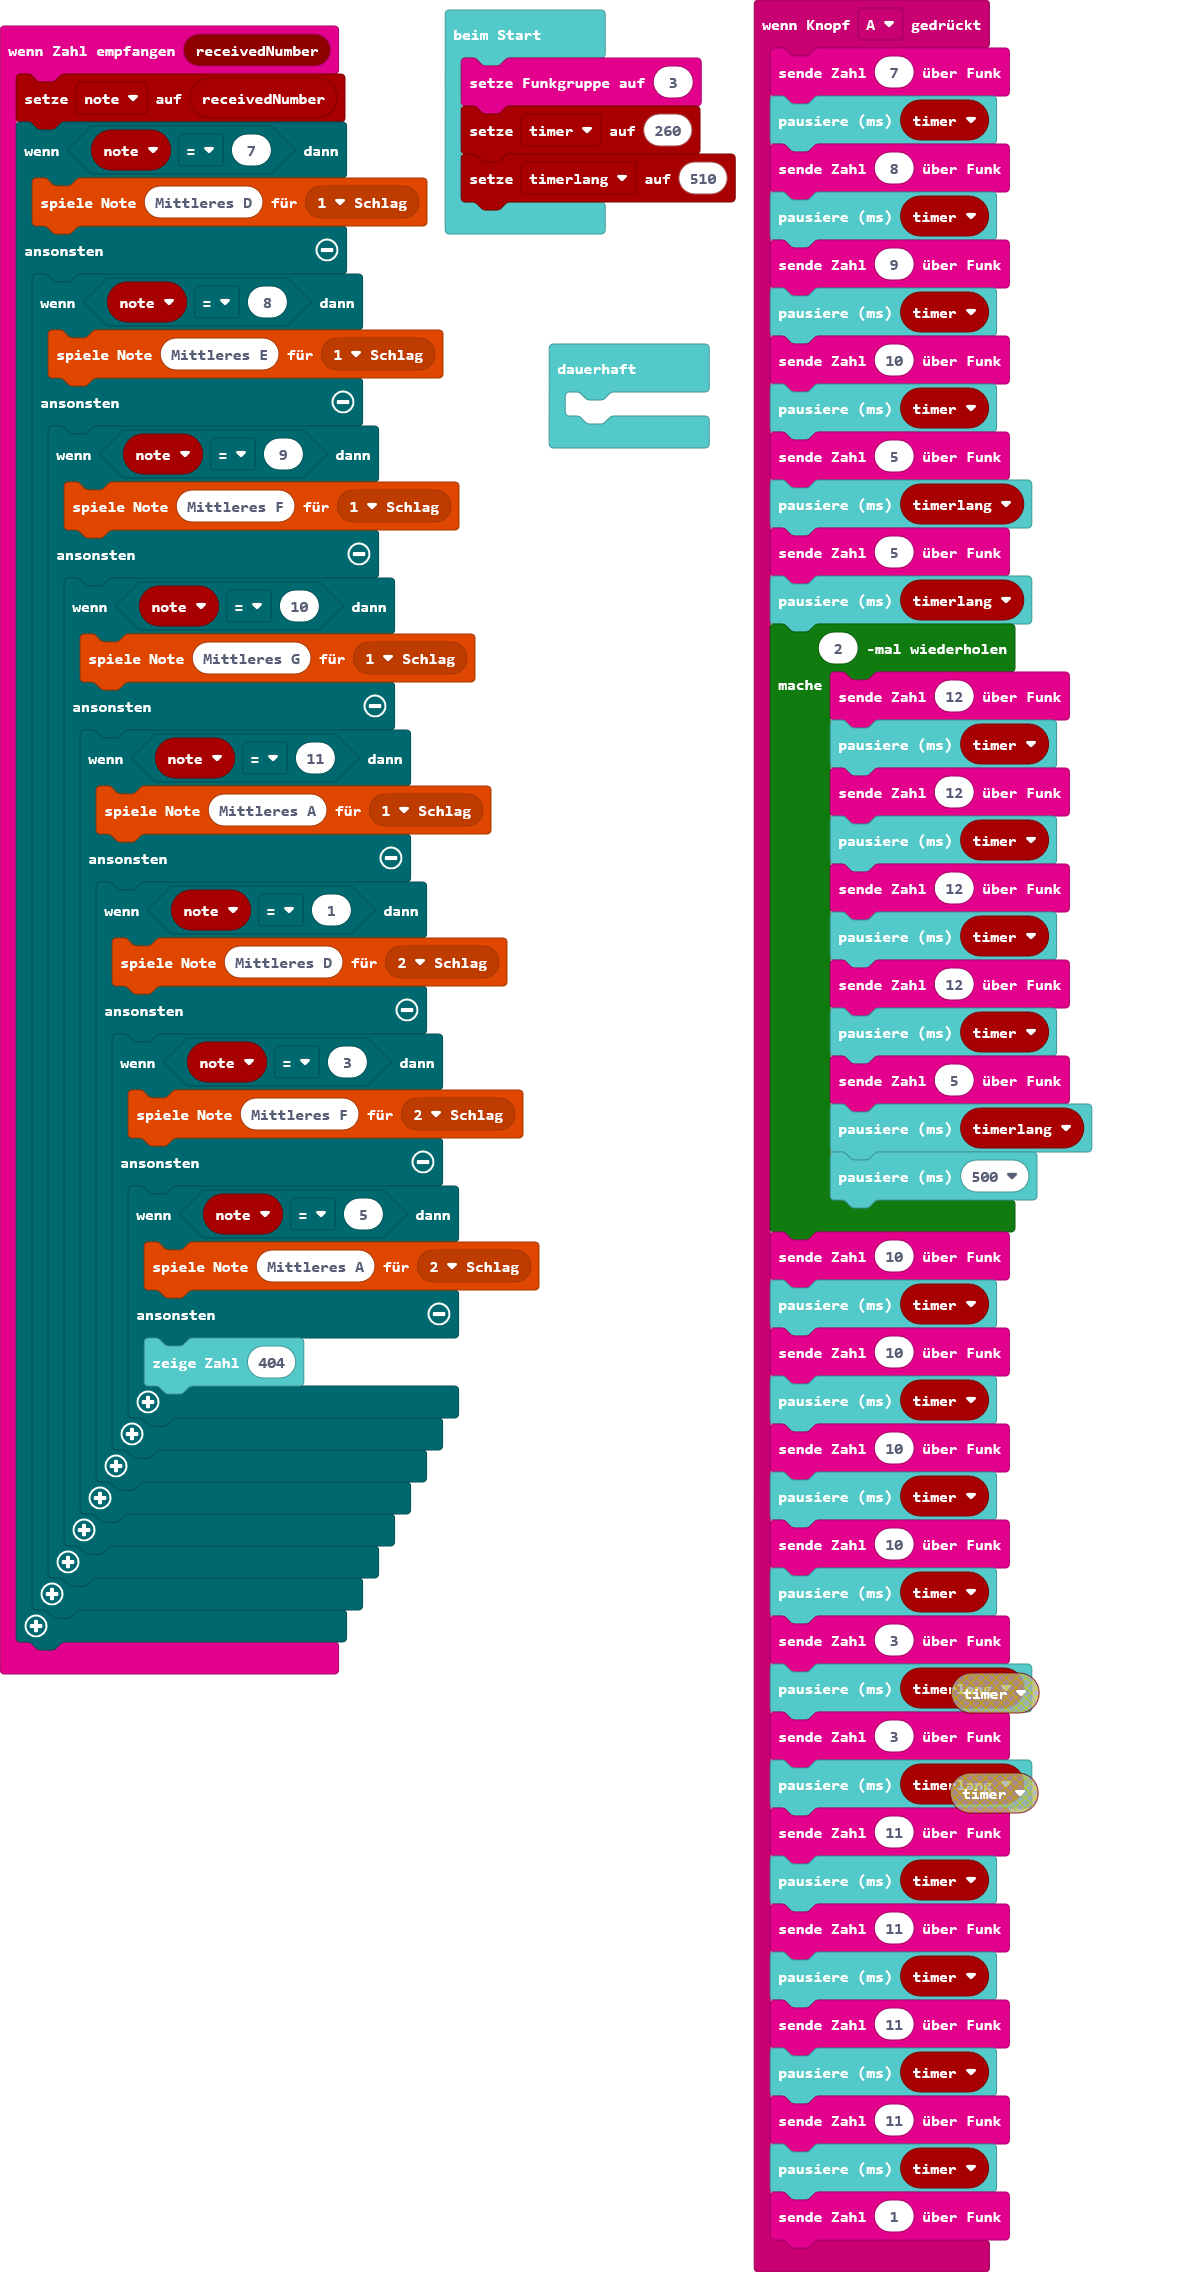 wenn Zahl empfangen receivedNumber
setze note auf receivedNumber
wenn note = 7 dann
spiele Note Mittleres D für 1 Schlag
ansonsten
wenn note = 8 dann
spiele Note Mittleres E für 1 Schlag
ansonsten
wenn note = 9 dann
spiele Note Mittleres F für 1 Schlag
ansonsten
wenn note = 10 dann
spiele Note Mittleres G für 1 Schlag
ansonsten
wenn note = 11 dann
spiele Note Mittleres A für 1 Schlag
ansonsten
wenn note = 1 dann
spiele Note Mittleres D für 2 Schlag
ansonsten
wenn note = 3 dann
spiele Note Mittleres F für 2 Schlag
ansonsten
wenn note = 5 dann
spiele Note Mittleres A für 2 Schlag
ansonsten
zeige Zahl 404
beim Start
setze Funkgruppe auf 3
setze timer auf 260
setze timerlang auf 510
dauerhaft
wenn Knopf A gedrückt
sende Zahl 7 über Funk
pausiere (ms) timer
sende Zahl 8 über Funk
pausiere (ms) timer
sende Zahl 9 über Funk
pausiere (ms) timer
sende Zahl 10 über Funk
pausiere (ms) timer
sende Zahl 5 über Funk
pausiere (ms) timerlang
sende Zahl 5 über Funk
pausiere (ms) timerlang
2 -mal wiederholen
mache
sende Zahl 12 über Funk
pausiere (ms) timer
sende Zahl 12 über Funk
pausiere (ms) timer
sende Zahl 12 über Funk
pausiere (ms) timer
sende Zahl 12 über Funk
pausiere (ms) timer
sende Zahl 5 über Funk
pausiere (ms) timerlang
pausiere (ms) 500
sende Zahl 10 über Funk
pausiere (ms) timer
sende Zahl 10 über Funk
pausiere (ms) timer
sende Zahl 10 über Funk
pausiere (ms) timer
sende Zahl 10 über Funk
pausiere (ms) timer
sende Zahl 3 über Funk
pausiere (ms) timerlang
timer
sende Zahl 3 über Funk
pausiere (ms) timerlang
timer
sende Zahl 11 über Funk
pausiere (ms) timer
sende Zahl 11 über Funk
pausiere (ms) timer
sende Zahl 11 über Funk
pausiere (ms) timer
sende Zahl 11 über Funk
pausiere (ms) timer
sende Zahl 1 über Funk